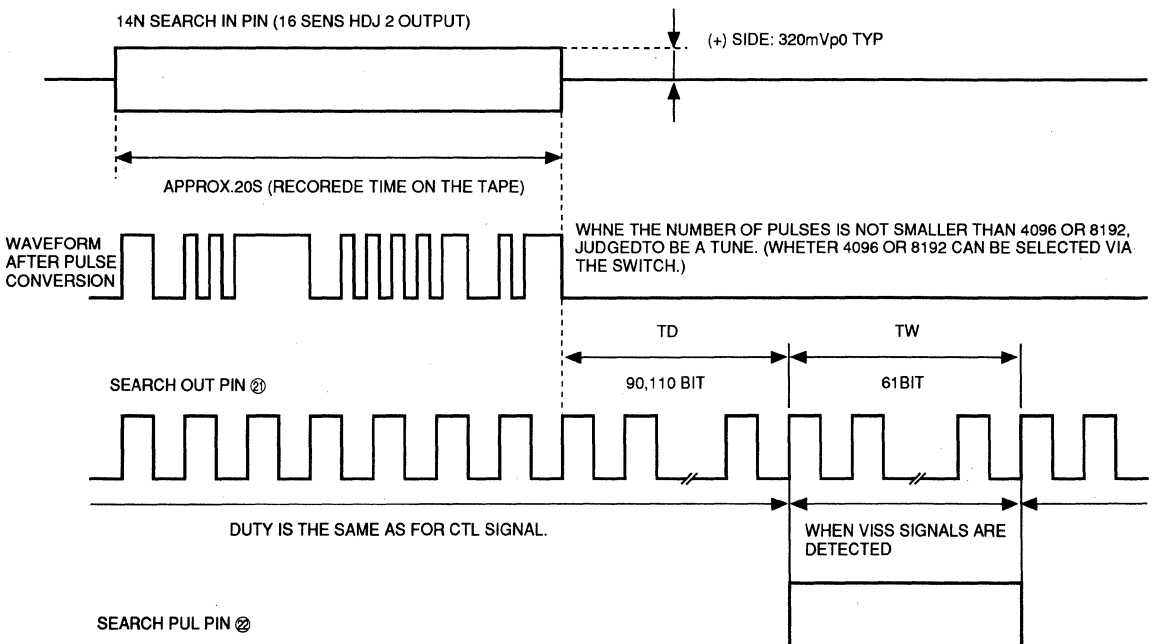 14N SEARCH IN PIN (16 SENS HDJ 2 OUTPUT)
(+) SIDE: 320mVp0 TYP
APPROX.20S (RECOREDE TIME ON THE TAPE)
WAVEFORM
AFTER PULSE
CONVERSION
WHNE THE NUMBER OF PULSES IS NOT SMALLER THAN 4096 OR 8192,
JUDGEDTO BE A TUNE. (WHETER 4096 OR 8192 CAN BE SELECTED VIA
THE SWITCH.)
TD
TW
SEARCH OUT PIN ㉑
90,110 BIT
61BIT
DUTY IS THE SAME AS FOR CTL SIGNAL.
WHEN VISS SIGNALS ARE
DETECTED
SEARCH PUL PIN ㉒